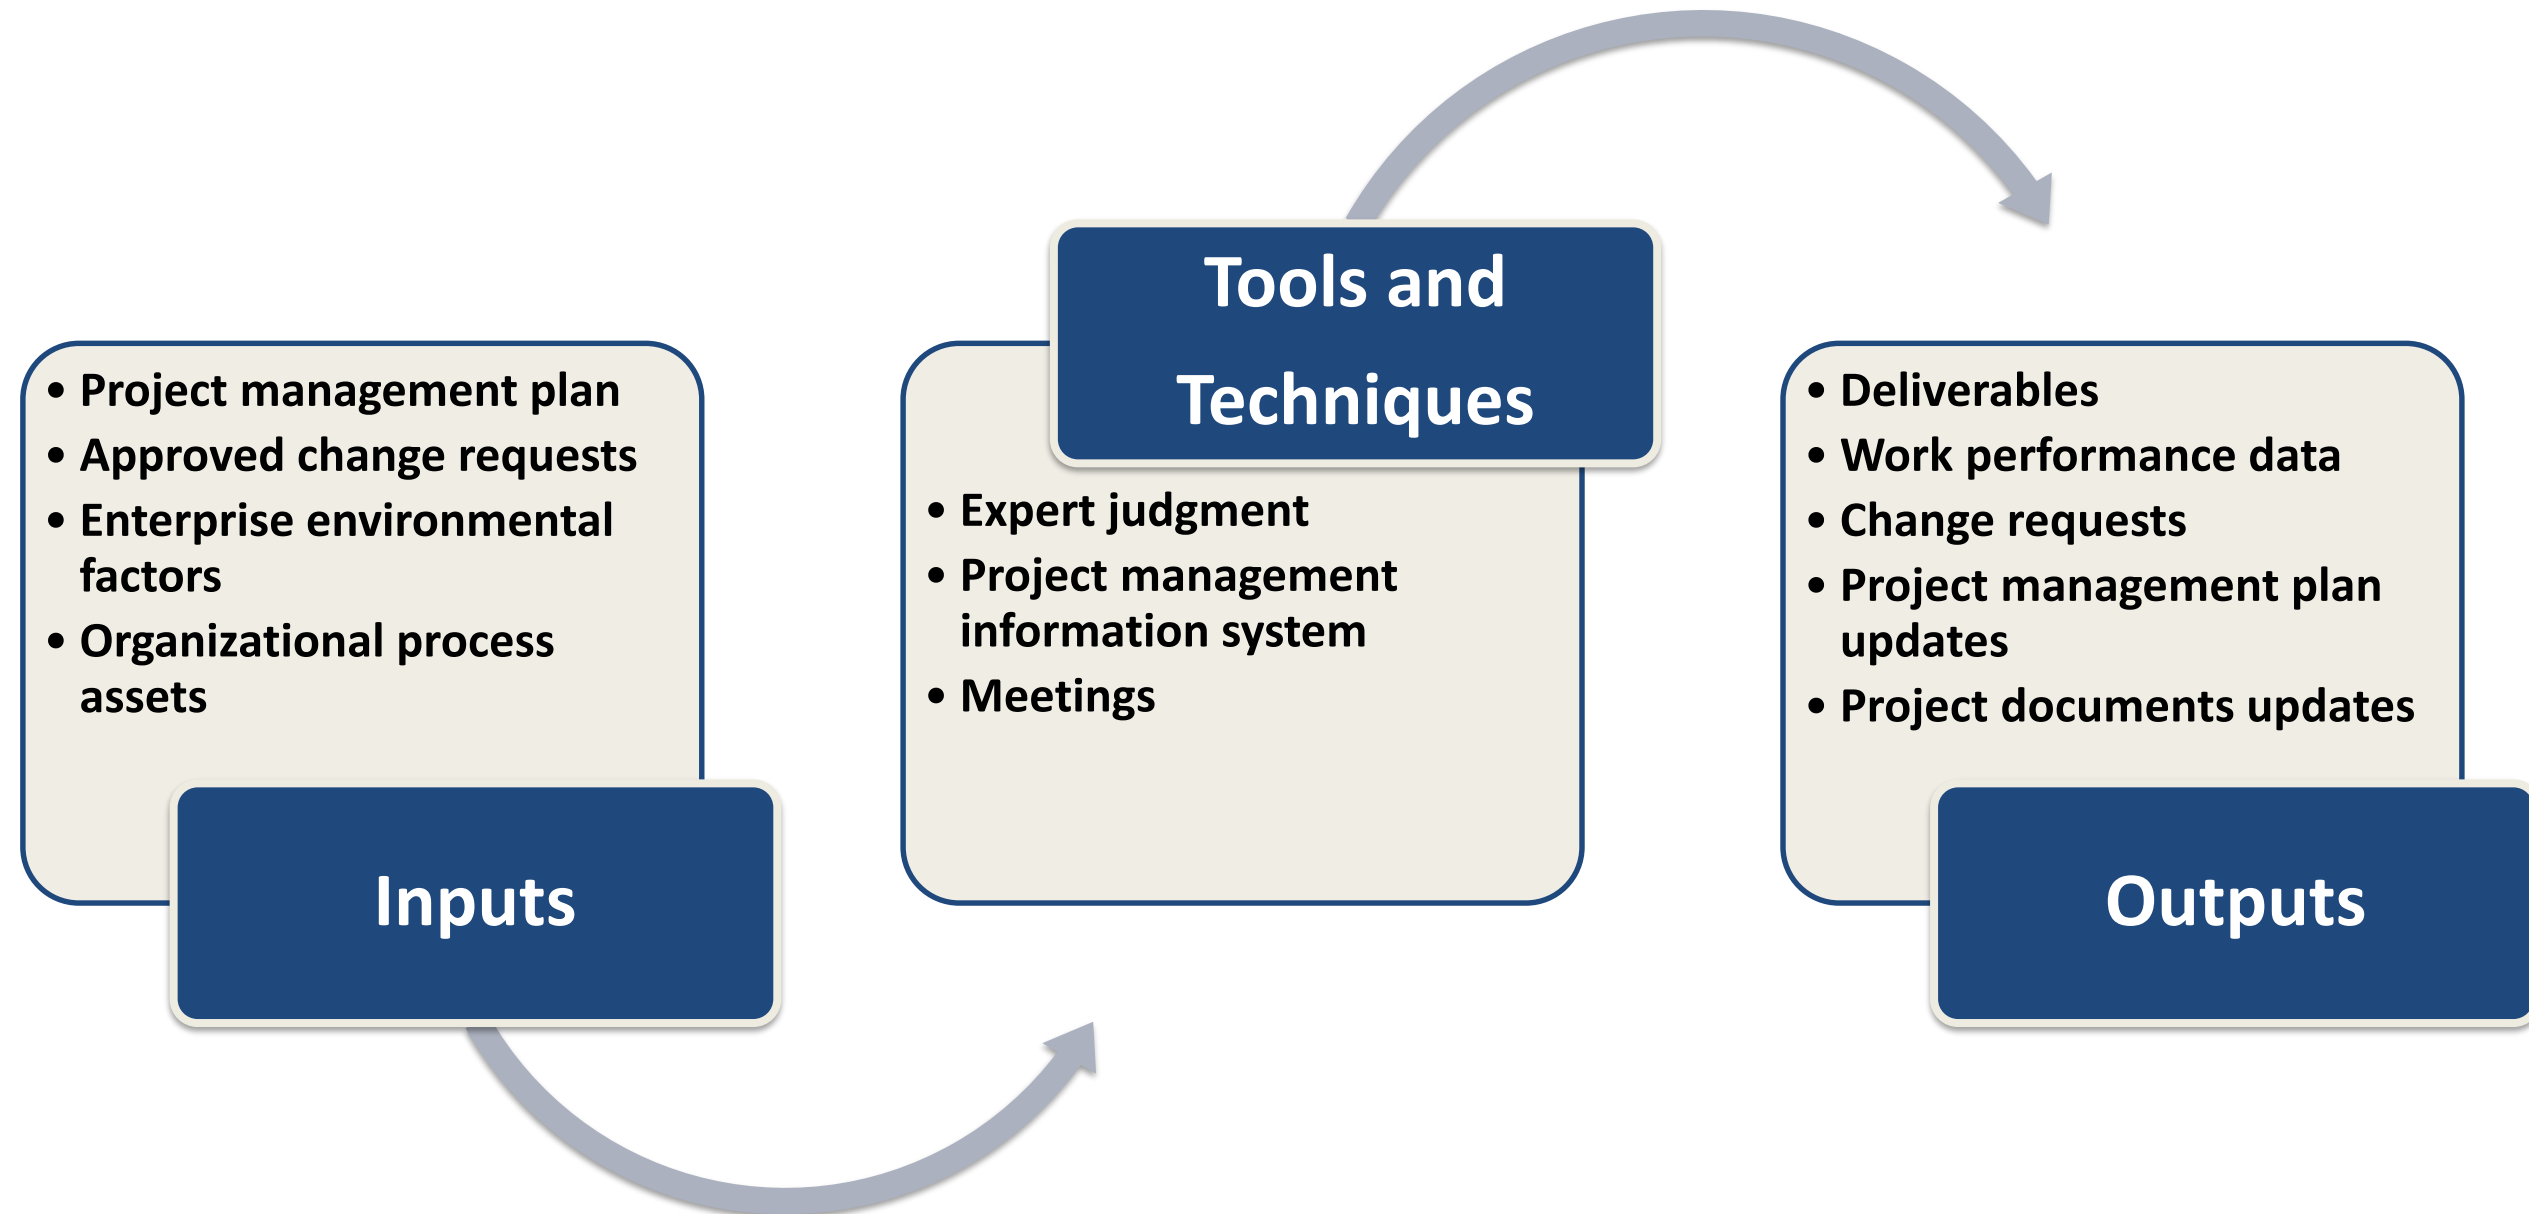 • Project management plan
• Approved change requests
• Enterprise environmental
factors
• Organizational process
assets
Inputs
Tools and
Techniques
• Expert judgment
• Project management
information system
• Meetings
• Deliverables
• Work performance data
• Change requests
• Project management plan
updates
• Project documents updates
Outputs